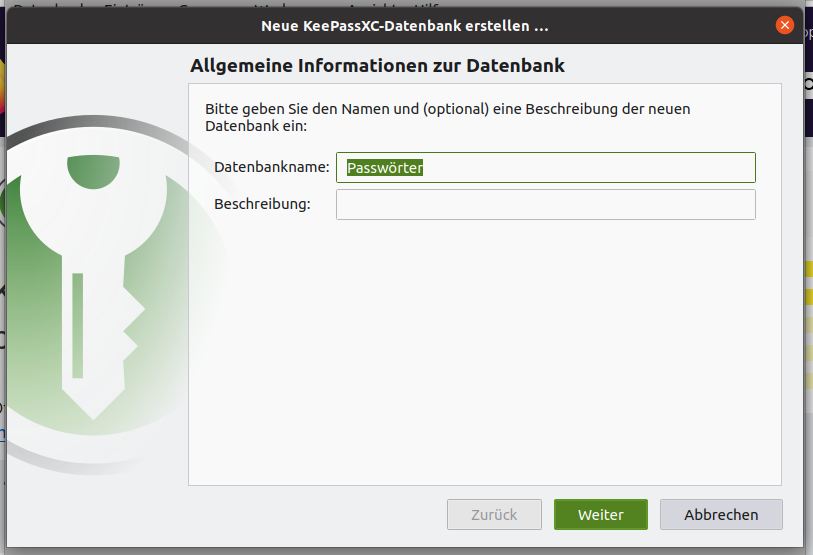 Neue KeePassXC-Datenbank erstellen ...
Allgemeine Informationen zur Datenbank
Bitte geben Sie den Namen und (optional) eine Beschreibung der neuen
Datenbank ein:
Datenbankname: Passwörter
Beschreibung:
Zurück Weiter Abbrechen